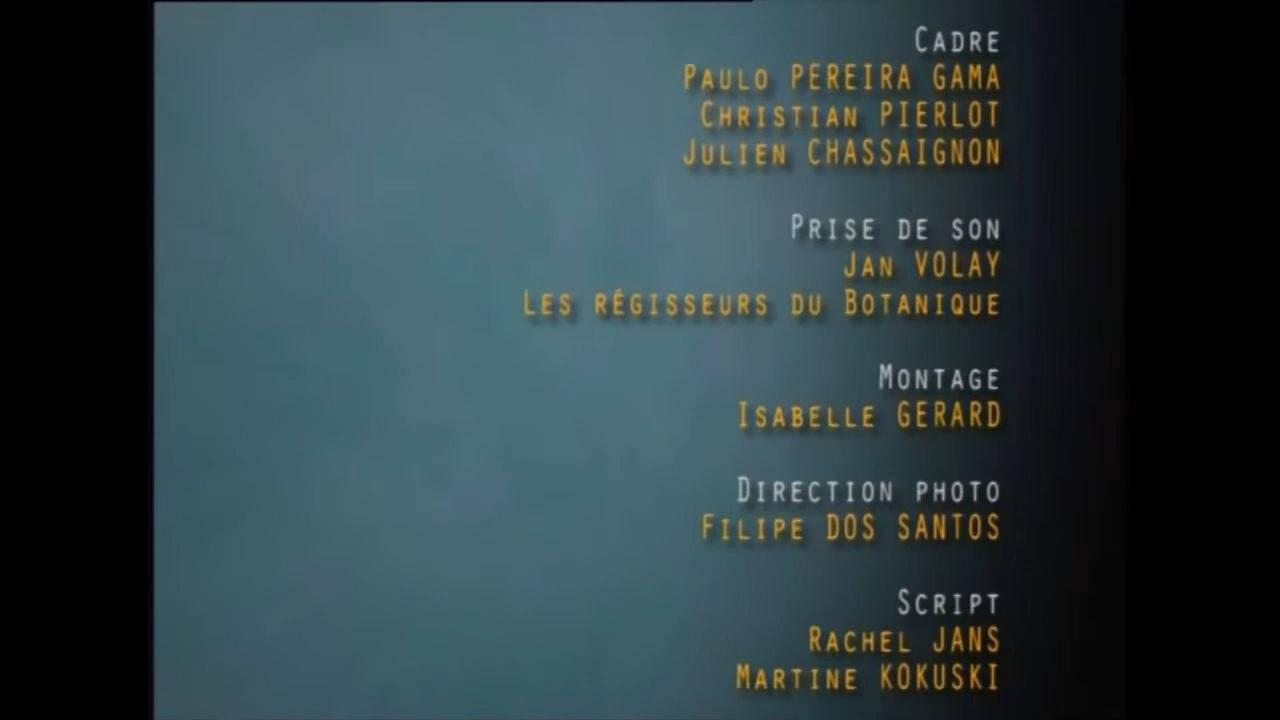 Cadre
Paulo PEREIRA GAMA
Christian PIERLOT
Julien CHASSAIGNON
Prise de son
Jan VOLAY
Les régisseurs du Botanique
Montage
Isabelle GERARD
Direction photo
Filipe DOS SANTOS
Script
Rachel JANS
Martine KOKUSKI